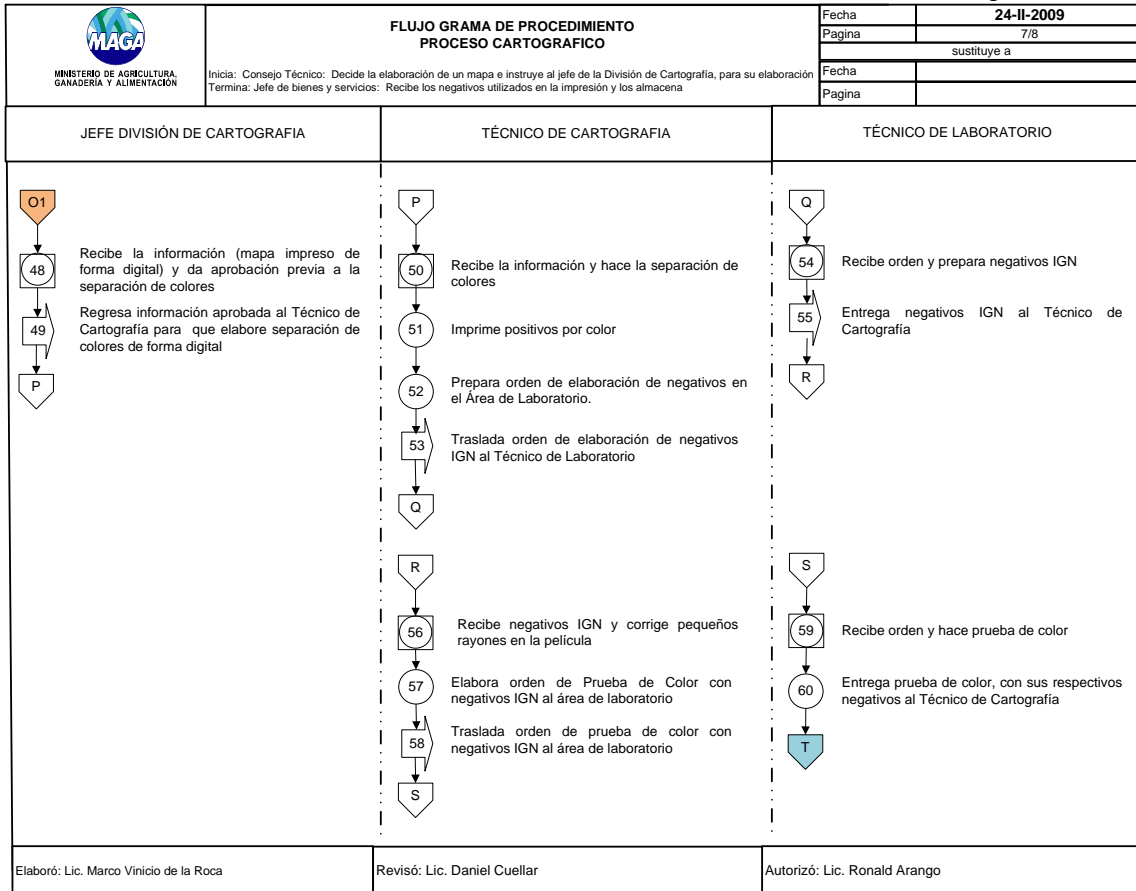 MAGA
MINISTERIO DE AGRICULTURA,
GANADERÍA Y ALIMENTACIÓN
FLUJO GRAMA DE PROCEDIMIENTO
PROCESO CARTOGRAFICO
Inicia: Consejo Técnico: Decide la elaboración de un mapa e instruye al jefe de la División de Cartografía, para su elaboración
Termina: Jefe de bienes y servicios: Recibe los negativos utilizados en la impresión y los almacena
Fecha 24-II-2009
Pagina 7/8
sustituye a
Fecha
Pagina
JEFE DIVISIÓN DE CARTOGRAFIA
TÉCNICO DE CARTOGRAFIA
TÉCNICO DE LABORATORIO
O1
48
Recibe la información (mapa impreso de
forma digital) y da aprobación previa a la
separación de colores
49
Regresa información aprobada al Técnico de
Cartografía para que elabore separación de
colores de forma digital
P
P
50
Recibe la información y hace la separación de
colores
51
Imprime positivos por color
52
Prepara orden de elaboración de negativos en
el Área de Laboratorio.
53
Traslada orden de elaboración de negativos
IGN al Técnico de Laboratorio
Q
Q
54
Recibe orden y prepara negativos IGN
55
Entrega negativos IGN al Técnico de
Cartografía
R
R
56
Recibe negativos IGN y corrige pequeños
rayones en la película
57
Elabora orden de Prueba de Color con
negativos IGN al área de laboratorio
58
Traslada orden de prueba de color con
negativos IGN al área de laboratorio
S
S
59
Recibe orden y hace prueba de color
60
Entrega prueba de color, con sus respectivos
negativos al Técnico de Cartografía
T
Elaboró: Lic. Marco Vinicio de la Roca
Revisó: Lic. Daniel Cuellar
Autorizó: Lic. Ronald Arango